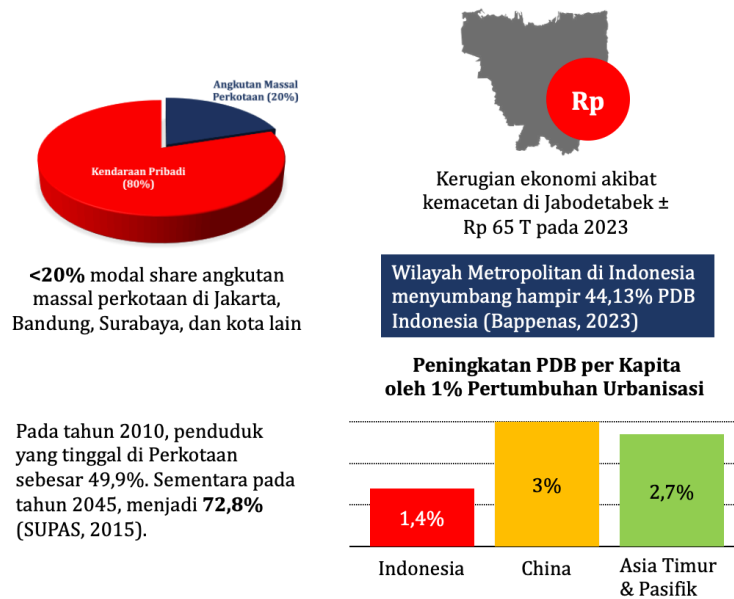 Angkutan Massal
Perkotaan (20%)
Kendaraan Pribadi
(80%)
<20% modal share angkutan
massal perkotaan di Jakarta,
Bandung, Surabaya, dan kota lain
Rp
Kerugian ekonomi akibat
kemacetan di Jabodetabek ±
Rp 65 T pada 2023
Wilayah Metropolitan di Indonesia
menyumbang hampir 44,13% PDB
Indonesia (Bappenas, 2023)
Pada tahun 2010, penduduk
yang tinggal di Perkotaan
sebesar 49,9%. Sementara pada
tahun 2045, menjadi 72,8%
(SUPAS, 2015).
Peningkatan PDB per Kapita
oleh 1% Pertumbuhan Urbanisasi
1,4%
3%
2,7%
Indonesia
China
Asia Timur
& Pasifik